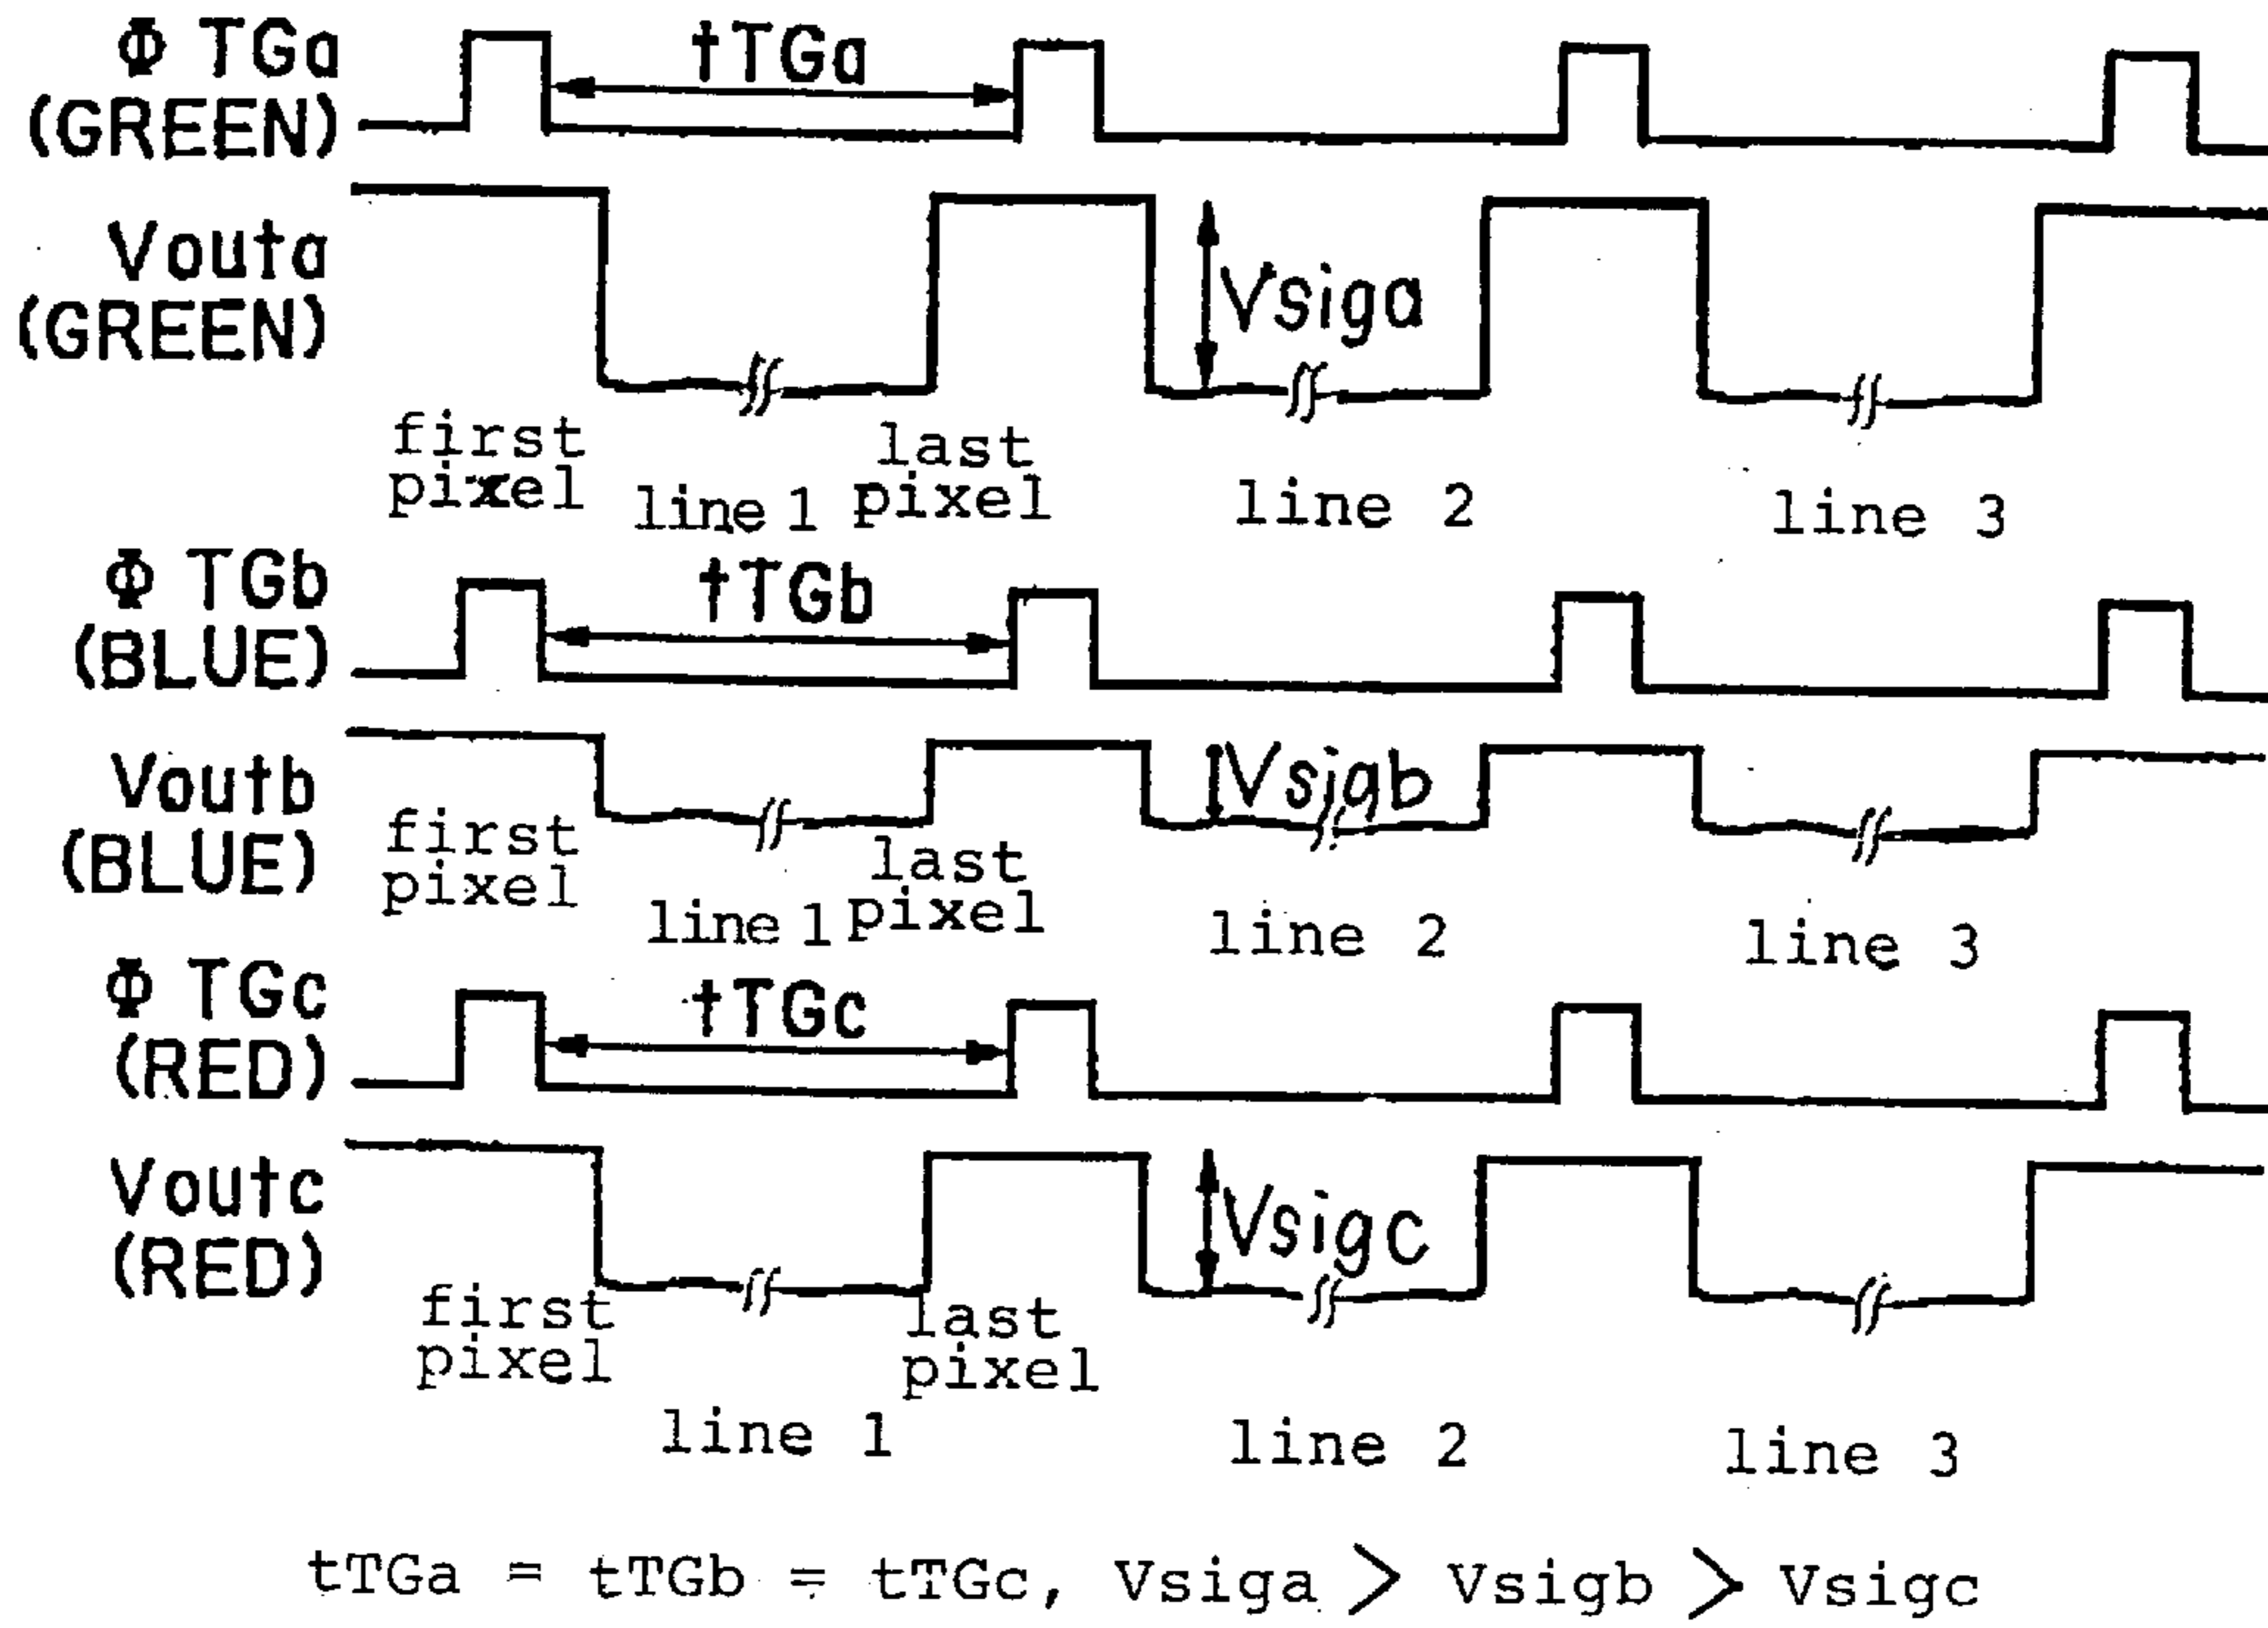 Φ TGa
(GREEN)
tTGa
Vouta
(GREEN)
Vsiga
first
pixel
line 1
last
pixel
line 2
line 3
Φ TGb
(BLUE)
tTGb
Voutb
(BLUE)
Vsigb
first
pixel
line 1
last
pixel
line 2
line 3
Φ TGc
(RED)
tTGc
Voutc
(RED)
Vsigc
first
pixel
last
pixel
line 1
line 2
line 3
tTGa = tTGb = tTGc, Vsiga > Vsigb > Vsigc